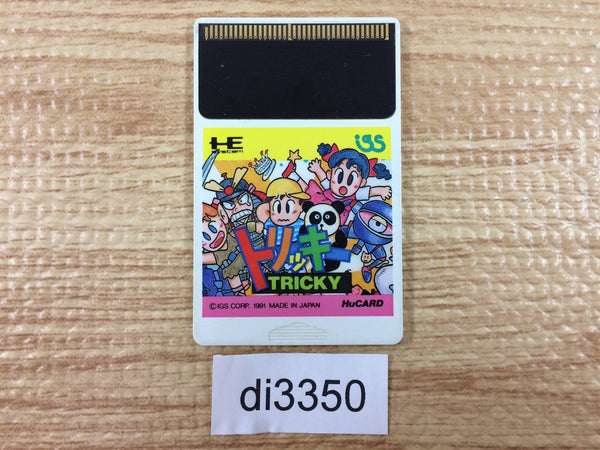 HE
system
igs
トリッキー
TRICKY
©IGS CORP. 1991 MADE IN JAPAN
HuCARD
di3350